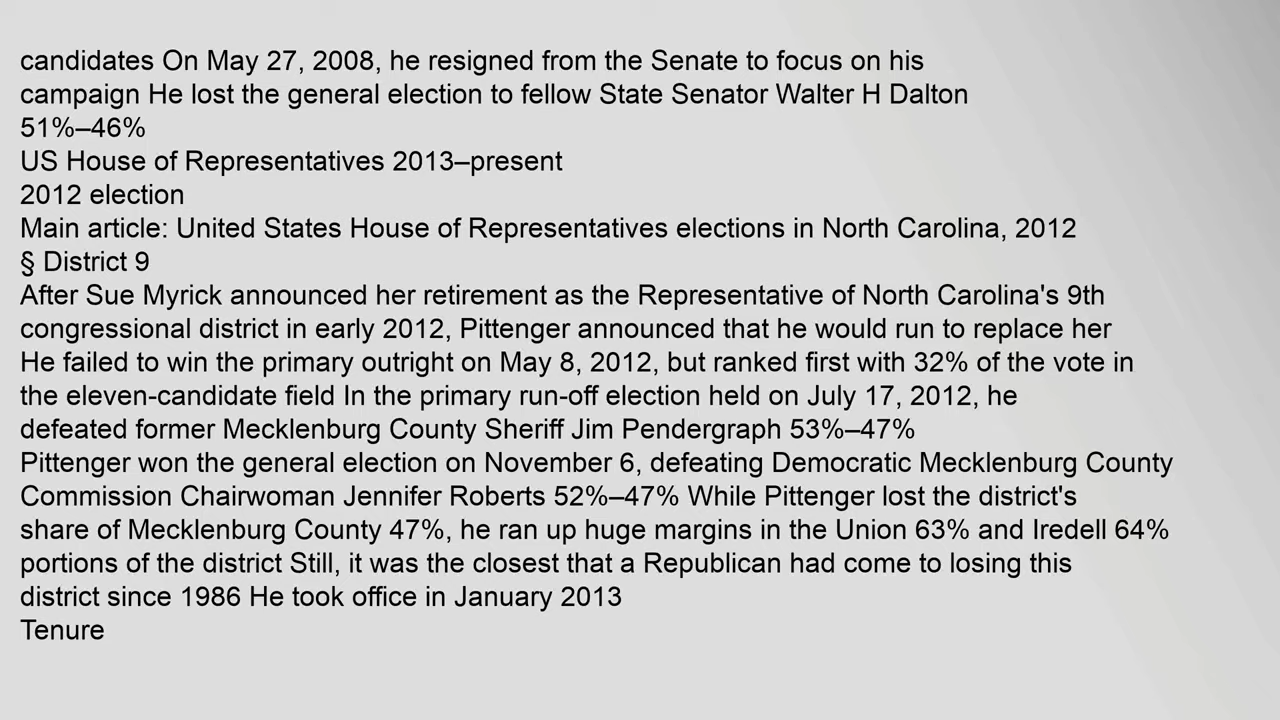 candidates On May 27, 2008, he resigned from the Senate to focus on his
campaign He lost the general election to fellow State Senator Walter H Dalton
51%–46%
US House of Representatives 2013–present
2012 election
Main article: United States House of Representatives elections in North Carolina, 2012
§ District 9
After Sue Myrick announced her retirement as the Representative of North Carolina's 9th
congressional district in early 2012, Pittenger announced that he would run to replace her
He failed to win the primary outright on May 8, 2012, but ranked first with 32% of the vote in
the eleven-candidate field In the primary run-off election held on July 17, 2012, he
defeated former Mecklenburg County Sheriff Jim Pendergraph 53%–47%
Pittenger won the general election on November 6, defeating Democratic Mecklenburg County
Commission Chairwoman Jennifer Roberts 52%–47% While Pittenger lost the district's
share of Mecklenburg County 47%, he ran up huge margins in the Union 63% and Iredell 64%
portions of the district Still, it was the closest that a Republican had come to losing this
district since 1986 He took office in January 2013
Tenure